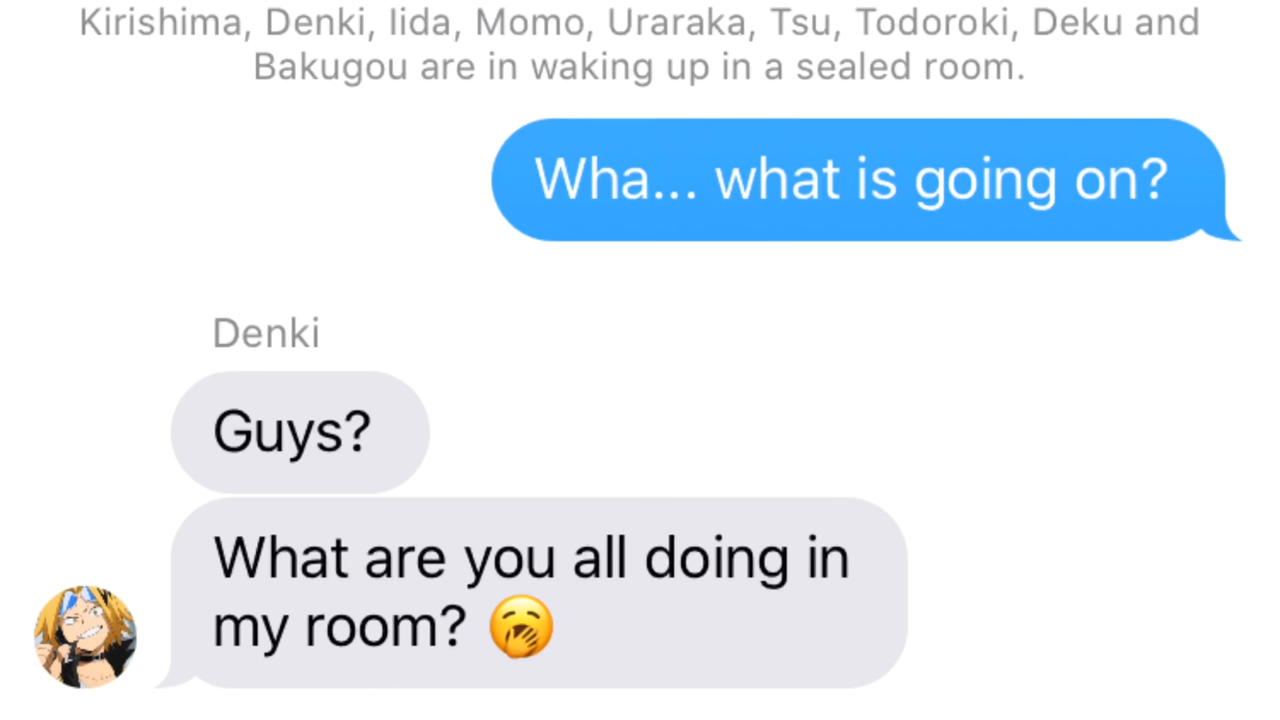 Kirishima, Denki, Iida, Momo, Uraraka, Tsu, Todoroki, Deku and
Bakugou are in waking up in a sealed room.
Wha... what is going on?
Denki
Guys?
What are you all doing in
my room? 🥱